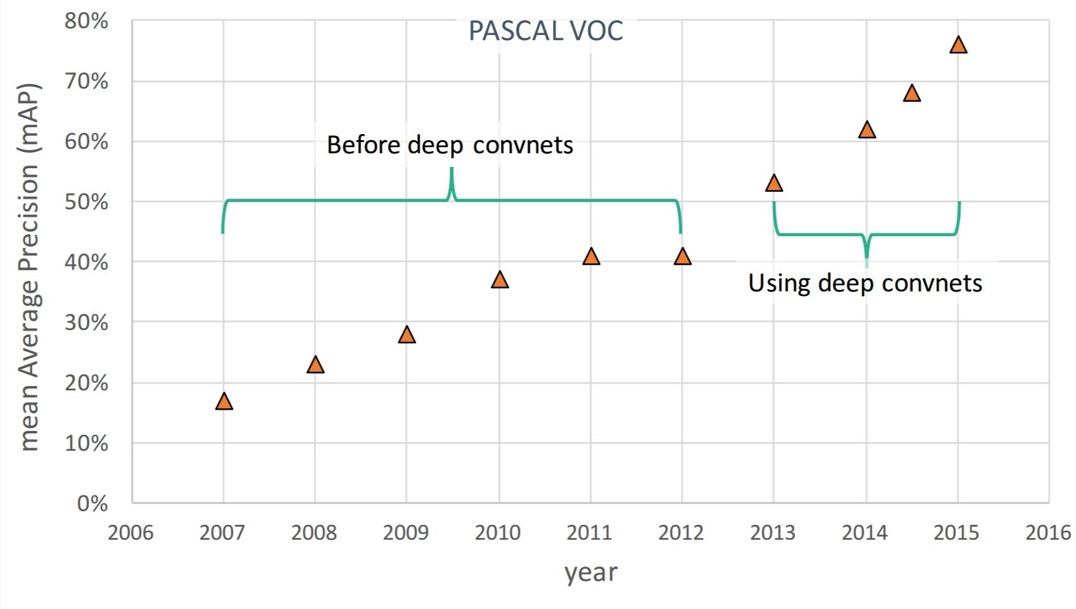 PASCAL VOC
80%
70%
60%
50%
40%
30%
20%
10%
0%
mean Average Precision (mAP)
Before deep convnets
Using deep convnets
2006 2007 2008 2009 2010 2011 2012 2013 2014 2015 2016
year